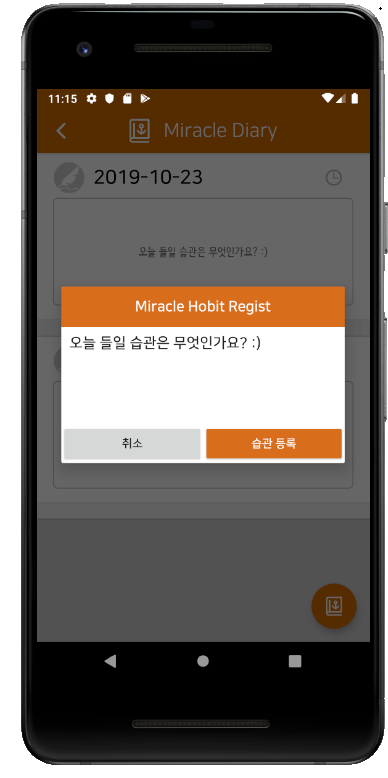 11:15
Miracle Diary
2019-10-23
오늘 들일 습관은 무엇인가요? :)
Miracle Hobit Regist
오늘 들일 습관은 무엇인가요? :)
취소
습관 등록